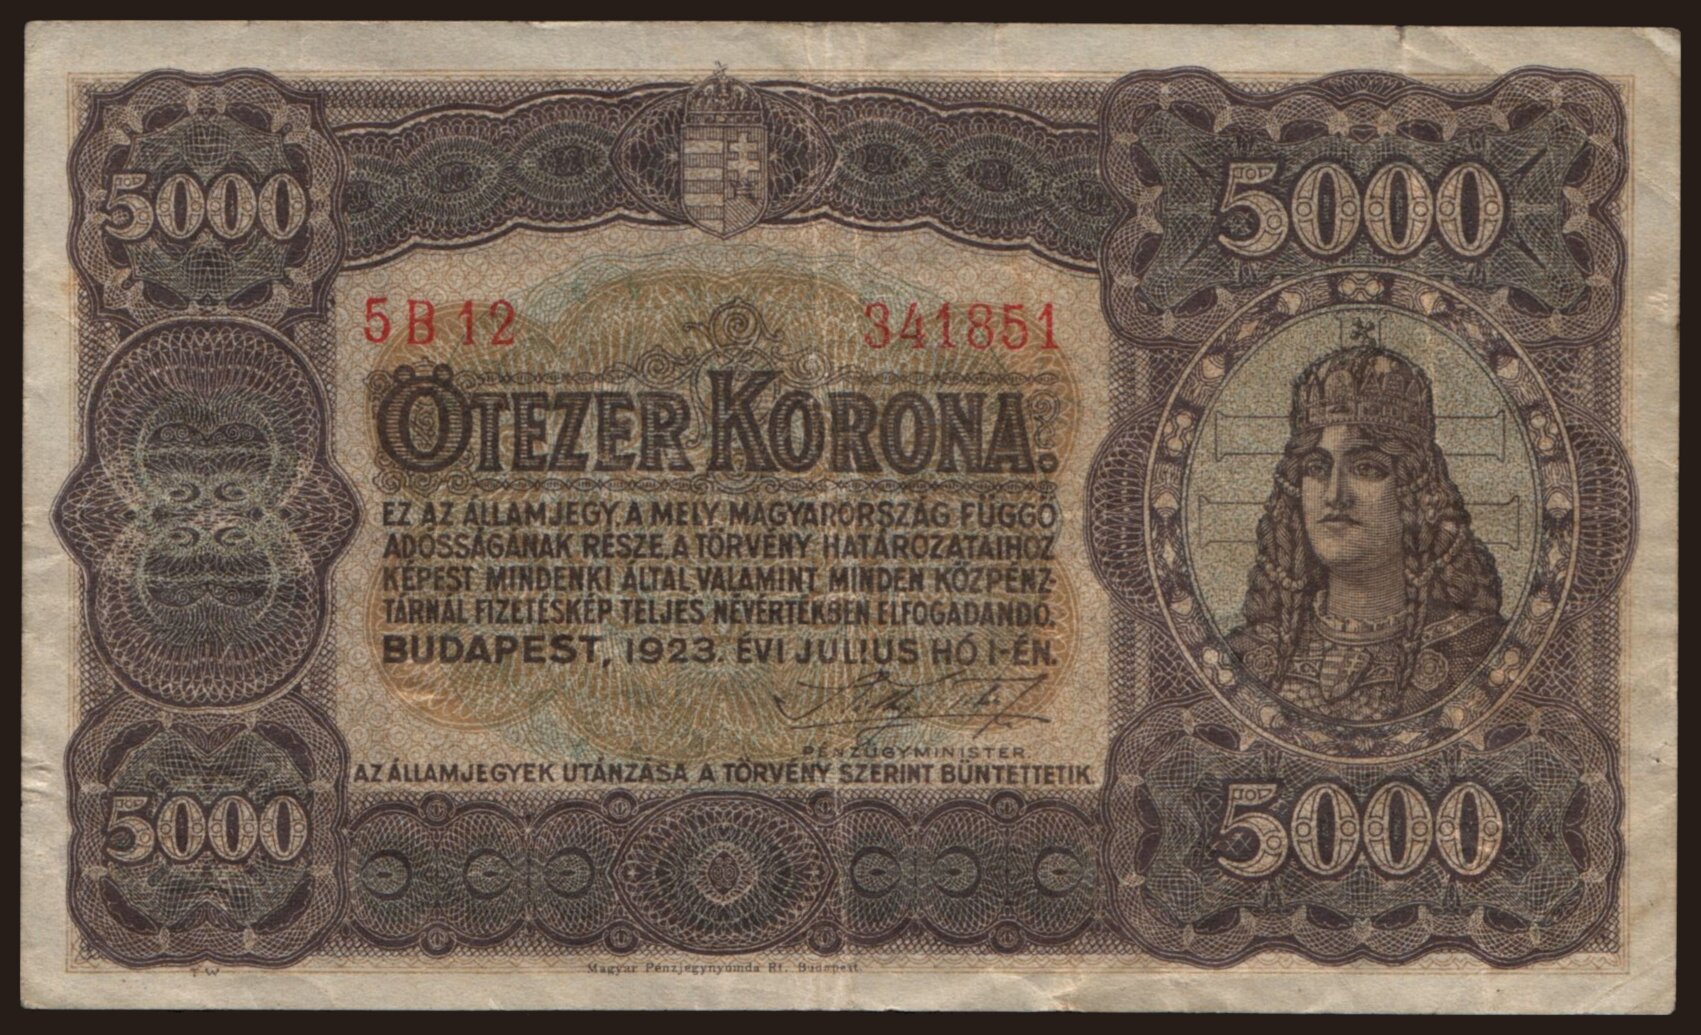 5000
5000
5B12 341851
ÖTEZER KORONA.
EZ AZ ÁLLAMJEGY, A MELY MAGYARORSZÁG FÜGGŐ
ADÓSSÁGÁNAK RÉSZE, A TÖRVÉNY HATÁROZATAIHOZ
KÉPEST MINDENKI ÁLTAL, VALAMINT MINDEN KÖZPÉNZ-
TÁRNÁL FIZETÉSKÉP TELJES NÉVÉRTÉKBEN ELFOGADANDÓ.
BUDAPEST, 1923. ÉVI JULIUS HÓ 1-ÉN.
PÉNZÜGYMINISTER
AZ ÁLLAMJEGYEK UTÁNZÁSA A TÖRVÉNY SZERINT BÜNTETTETIK.
5000
5000
TW
Magyar Pénzjegynyomda Rt. Budapest.